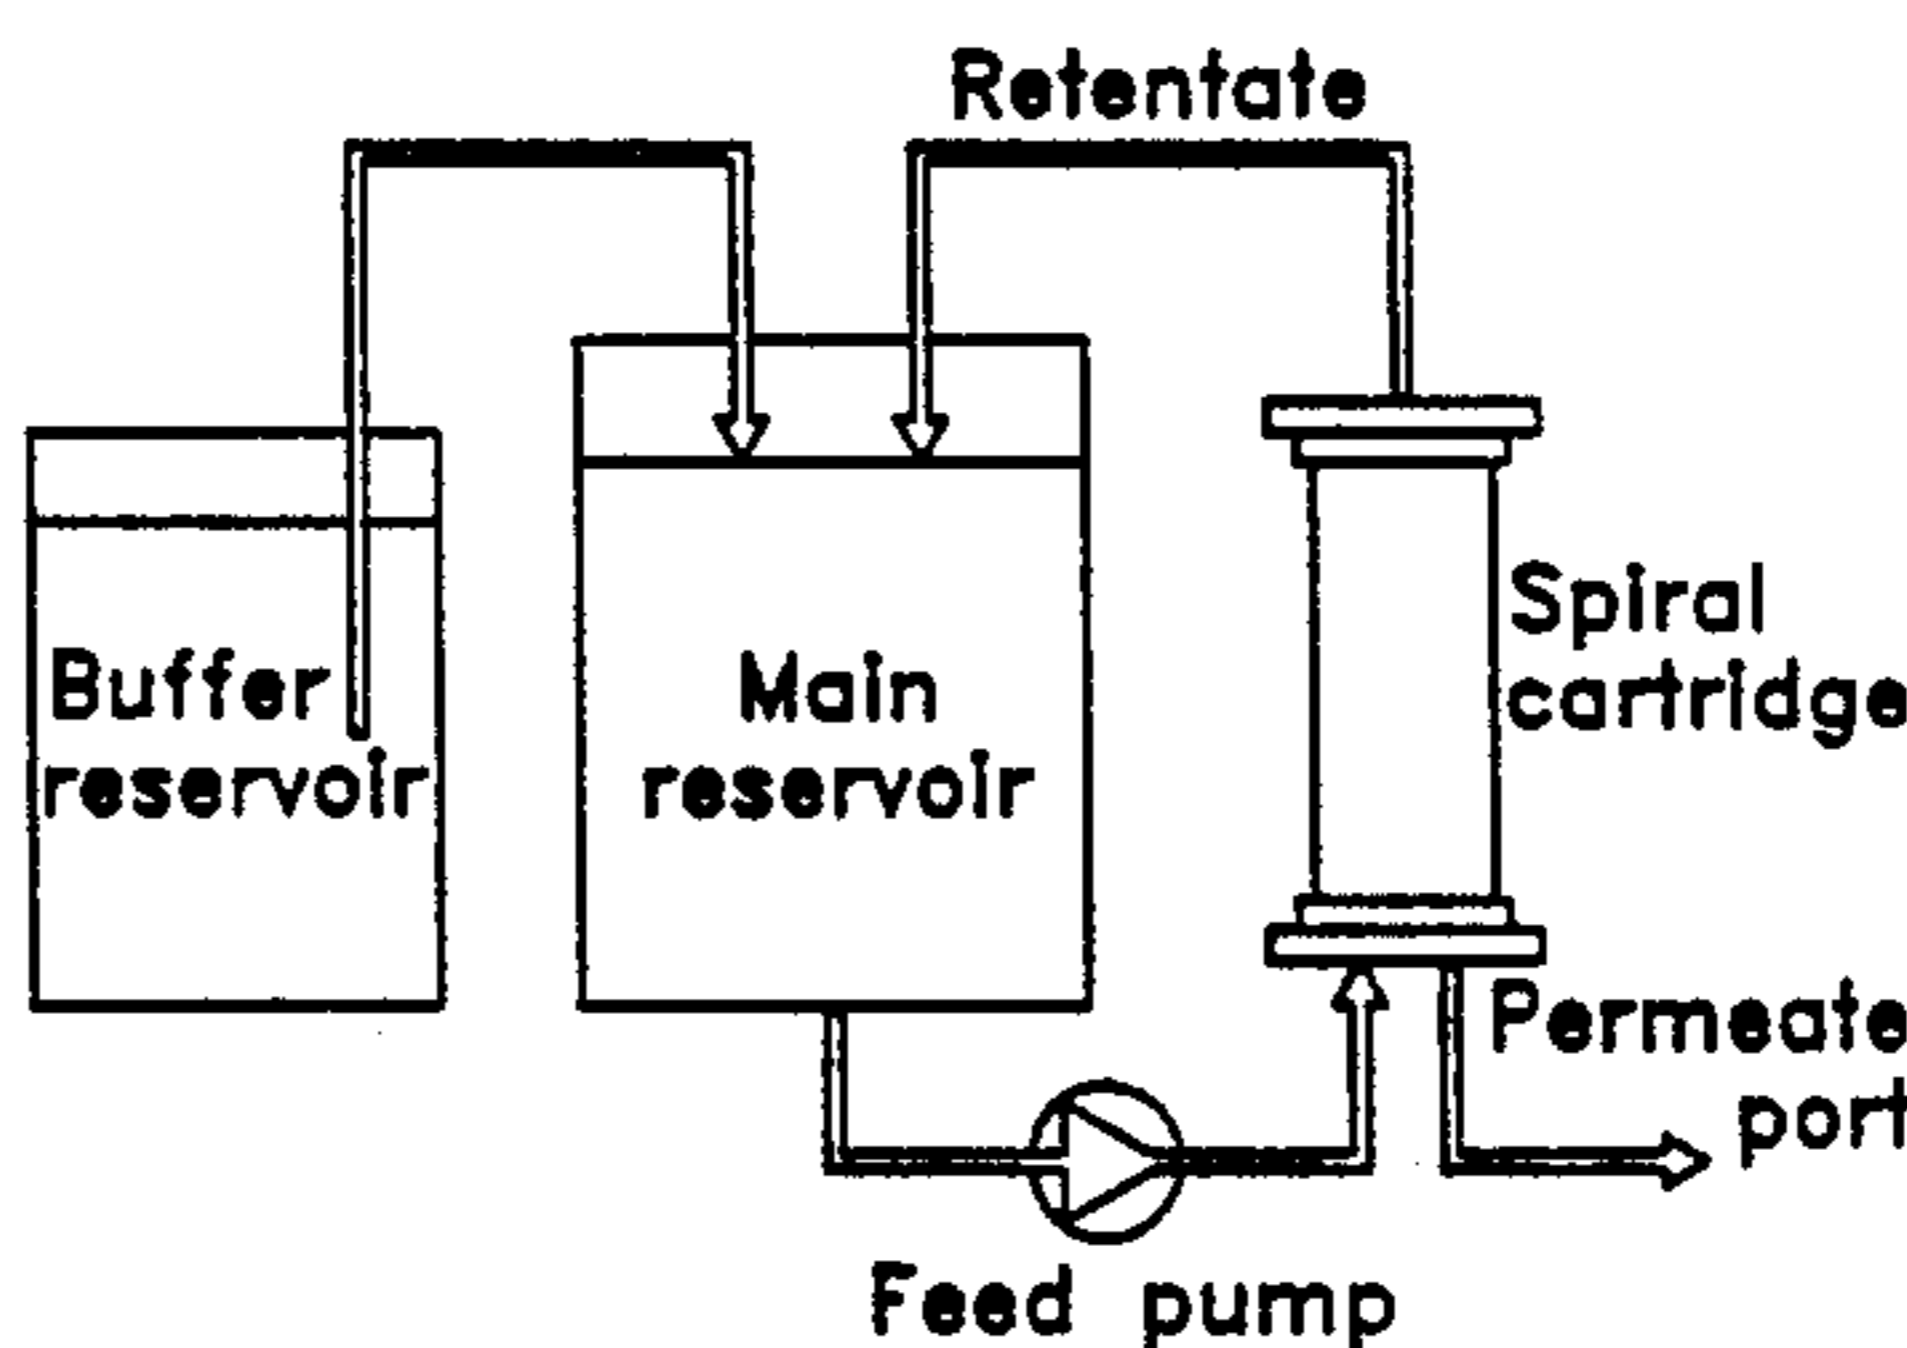 Retentate
Buffer
reservoir
Main
reservoir
Spiral
cartridge
Permeate
port
Feed pump